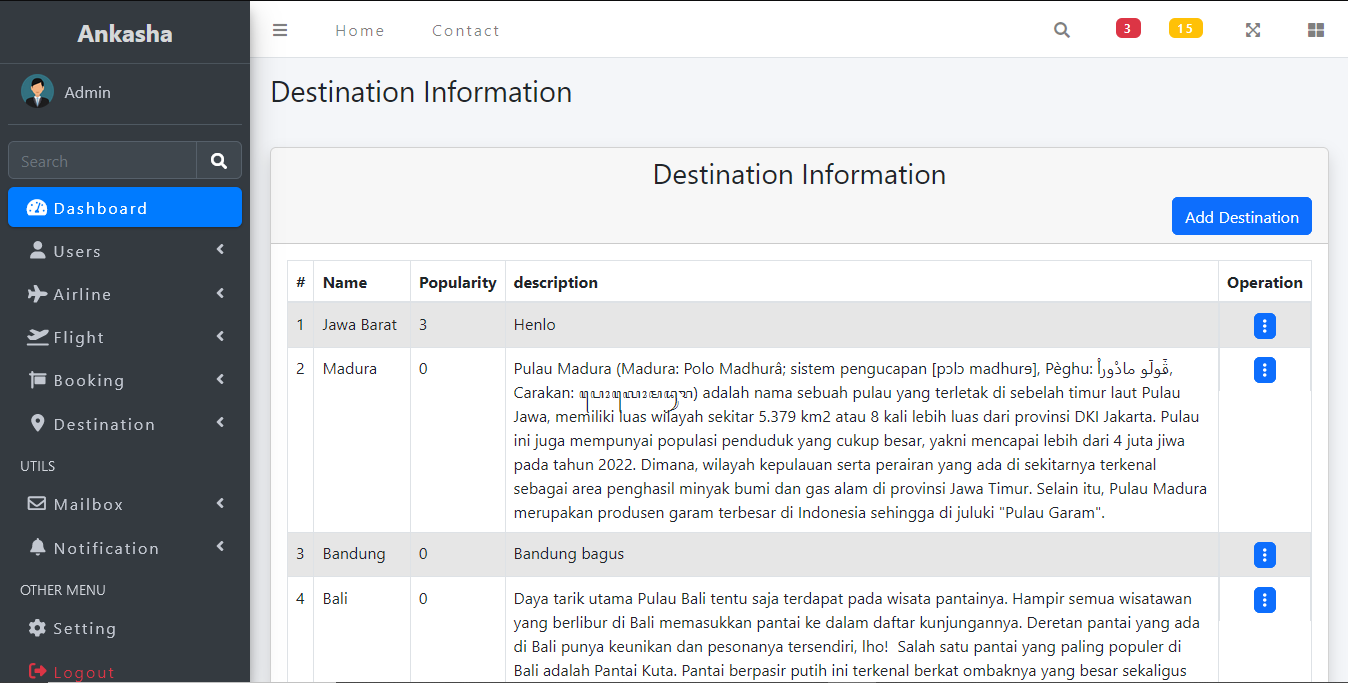 Ankasha
Home Contact
3 15
Admin
Search
Dashboard
Users
Airline
Flight
Booking
Destination
UTILS
Mailbox
Notification
OTHER MENU
Setting
Logout
Destination Information
Destination Information
Add Destination
# Name Popularity description Operation
1 Jawa Barat 3 Henlo
2 Madura 0 Pulau Madura (Madura: Polo Madhurâ; sistem pengucapan [pɔlɔ madhurɘ], Pèghu:
Carakan: ) adalah nama sebuah pulau yang terletak di sebelah timur laut Pulau
Jawa, memiliki luas wilayah sekitar 5.379 km2 atau 8 kali lebih luas dari provinsi DKI Jakarta. Pulau
ini juga mempunyai populasi penduduk yang cukup besar, yakni mencapai lebih dari 4 juta jiwa
pada tahun 2022. Dimana, wilayah kepulauan serta perairan yang ada di sekitarnya terkenal
sebagai area penghasil minyak bumi dan gas alam di provinsi Jawa Timur. Selain itu, Pulau Madura
merupakan produsen garam terbesar di Indonesia sehingga di juluki "Pulau Garam".
3 Bandung 0 Bandung bagus
4 Bali 0 Daya tarik utama Pulau Bali tentu saja terdapat pada wisata pantainya. Hampir semua wisatawan
yang berlibur di Bali memasukkan pantai ke dalam daftar kunjungannya. Deretan pantai yang ada
di Bali punya keunikan dan pesonanya tersendiri, lho! Salah satu pantai yang paling populer di
Bali adalah Pantai Kuta. Pantai berpasir putih ini terkenal berkat ombaknya yang besar sekaligus